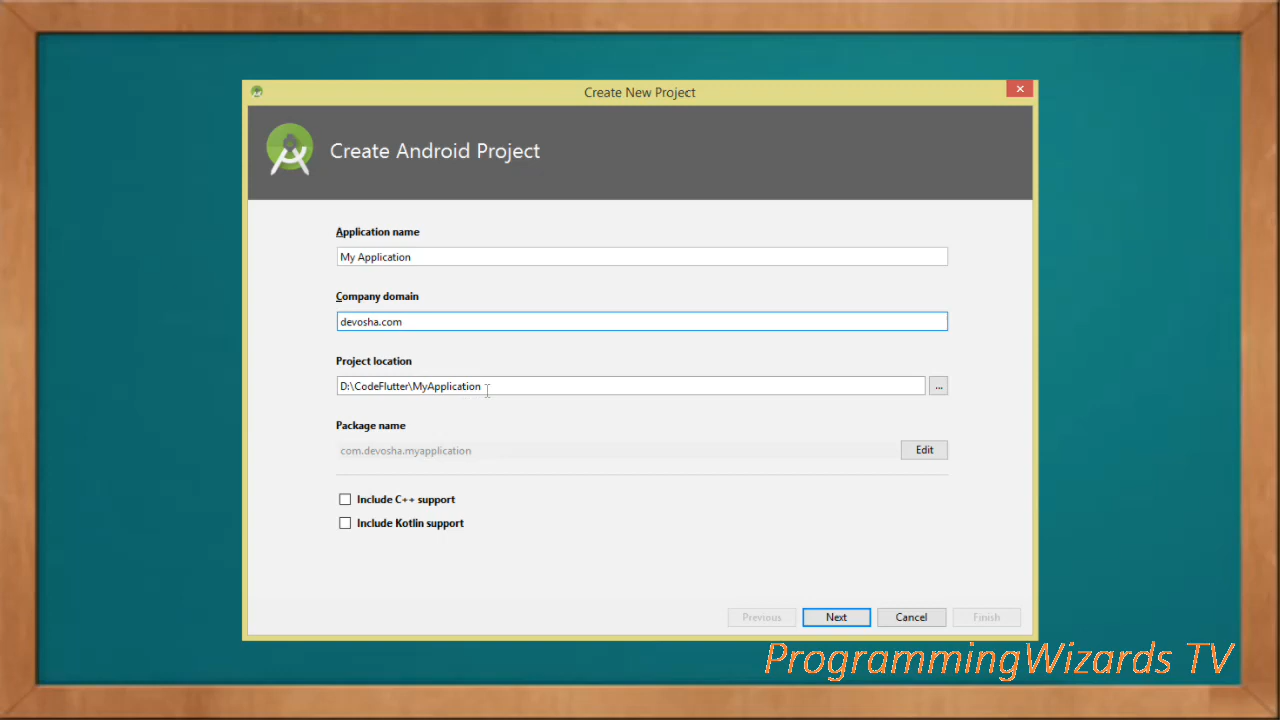 Create New Project
Create Android Project
Application name
My Application
Company domain
devosha.com
Project location
D:\CodeFlutter\MyApplication
...
Package name
com.devosha.myapplication
Edit
Include C++ support
Include Kotlin support
Previous
Next
Cancel
Finish
ProgrammingWizards TV